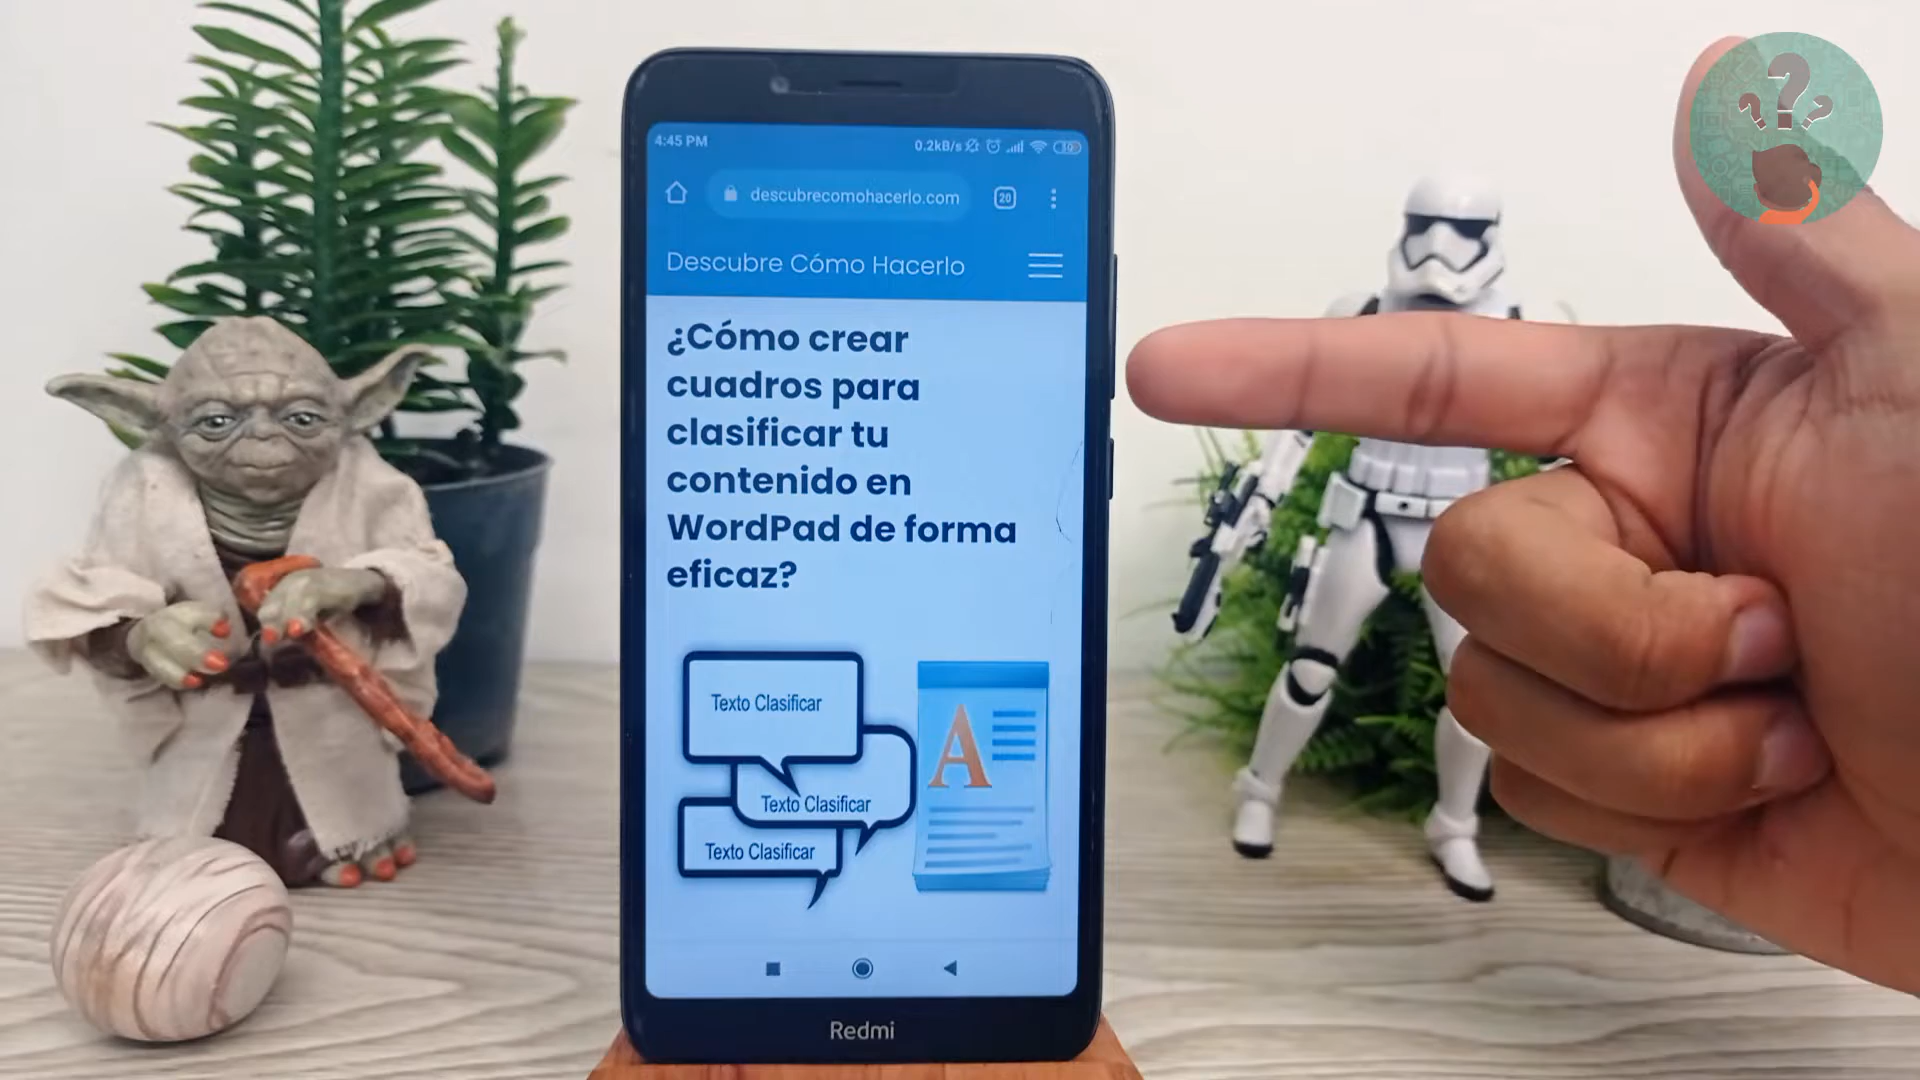 4:45 PM
0.2kB/s
descubrecomohacerlo.com
20
Descubre Cómo Hacerlo
¿Cómo crear
cuadros para
clasificar tu
contenido en
WordPad de forma
eficaz?
Texto Clasificar
Texto Clasificar
Texto Clasificar
A
Redmi